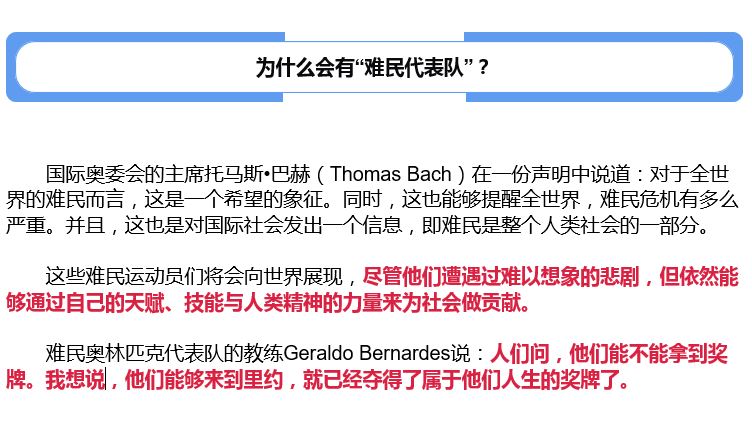 为什么会有“难民代表队”？
国际奥委会的主席托马斯•巴赫（Thomas Bach）在一份声明中说道：对于全世
界的难民而言，这是一个希望的象征。同时，这也能够提醒全世界，难民危机有多么
严重。并且，这也是对国际社会发出一个信息，即难民是整个人类社会的一部分。
这些难民运动员们将会向世界展现，尽管他们遭遇过难以想象的悲剧，但依然能
够通过自己的天赋、技能与人类精神的力量来为社会做贡献。
难民奥林匹克代表队的教练Geraldo Bernardes说：人们问，他们能不能拿到奖
牌。我想说，他们能够来到里约，就已经夺得了属于他们人生的奖牌了。